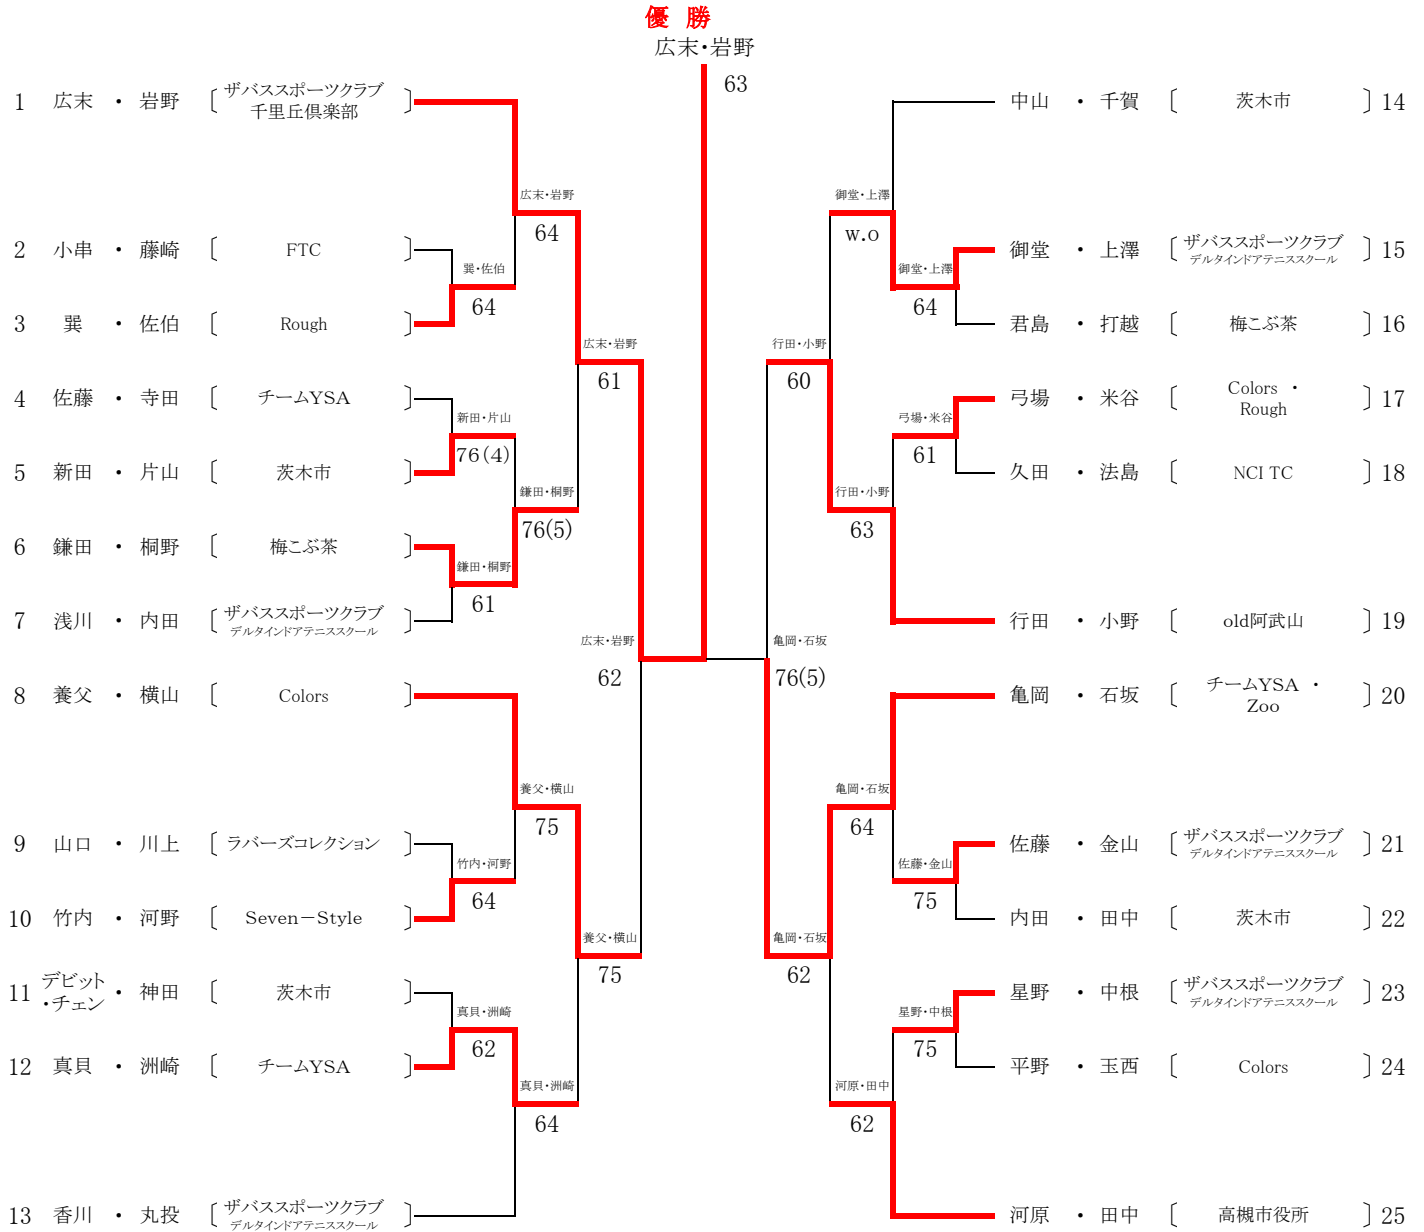 優 勝
広末・岩野
63
1 広末 ・ 岩野 〔 ザバススポーツクラブ
千里丘倶楽部 〕
広末・岩野
64
2 小串 ・ 藤崎 〔 FTC 〕
巽・佐伯
64
3 巽 ・ 佐伯 〔 Rough 〕
広末・岩野
61
4 佐藤 ・ 寺田 〔 チームYSA 〕
新田・片山
76(4)
5 新田 ・ 片山 〔 茨木市 〕
鎌田・桐野
76(5)
6 鎌田 ・ 桐野 〔 梅こぶ茶 〕
鎌田・桐野
61
7 浅川 ・ 内田 〔 ザバススポーツクラブ
デルタインドアテニススクール 〕
広末・岩野
62
8 養父 ・ 横山 〔 Colors 〕
養父・横山
75
9 山口 ・ 川上 〔 ラバーズコレクション 〕
竹内・河野
64
10 竹内 ・ 河野 〔 Seven−Style 〕
養父・横山
75
11 デビット
・チェン ・ 神田 〔 茨木市 〕
真貝・洲崎
62
12 真貝 ・ 洲崎 〔 チームYSA 〕
真貝・洲崎
64
13 香川 ・ 丸投 〔 ザバススポーツクラブ
デルタインドアテニススクール 〕
中山 ・ 千賀 〔 茨木市 〕 14
御堂・上澤
w.o
御堂 ・ 上澤 〔 ザバススポーツクラブ
デルタインドアテニススクール 〕 15
御堂・上澤
64
君島 ・ 打越 〔 梅こぶ茶 〕 16
行田・小野
60
弓場 ・ 米谷 〔 Colors ・
Rough 〕 17
弓場・米谷
61
久田 ・ 法島 〔 NCI TC 〕 18
行田・小野
63
行田 ・ 小野 〔 old阿武山 〕 19
亀岡・石坂
76(5)
亀岡 ・ 石坂 〔 チームYSA ・
Zoo 〕 20
亀岡・石坂
64
佐藤 ・ 金山 〔 ザバススポーツクラブ
デルタインドアテニススクール 〕 21
佐藤・金山
75
内田 ・ 田中 〔 茨木市 〕 22
亀岡・石坂
62
星野 ・ 中根 〔 ザバススポーツクラブ
デルタインドアテニススクール 〕 23
星野・中根
75
平野 ・ 玉西 〔 Colors 〕 24
河原・田中
62
河原 ・ 田中 〔 高槻市役所 〕 25